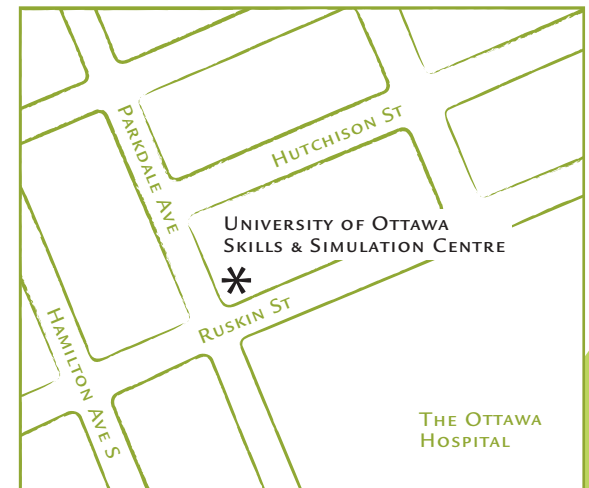 Parkdale Ave
Hutchison St
University of Ottawa
Skills & Simulation Centre
*
Ruskin St
Hamilton Ave S
The Ottawa
Hospital